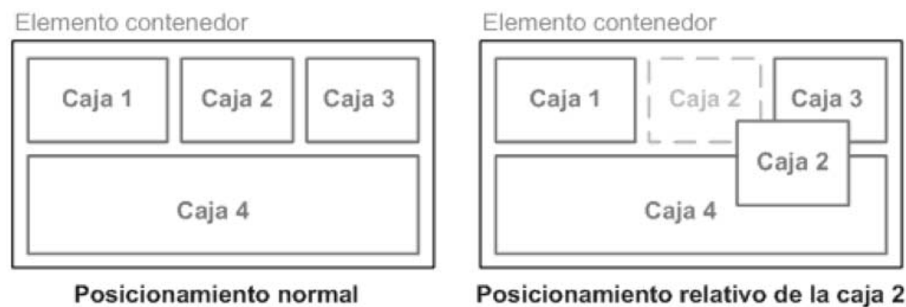 Elemento contenedor
Caja 1
Caja 2
Caja 3
Caja 4
Posicionamiento normal
Elemento contenedor
Caja 1
Caja 2
Caja 3
Caja 2
Caja 4
Posicionamiento relativo de la caja 2